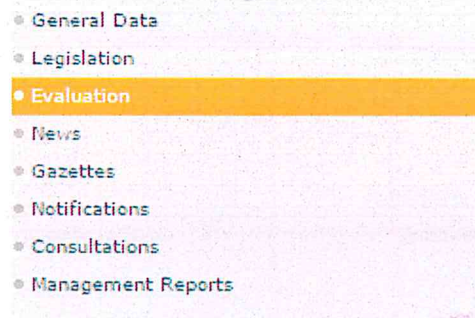 General Data
Legislation
Evaluation
News
Gazettes
Notifications
Consultations
Management Reports